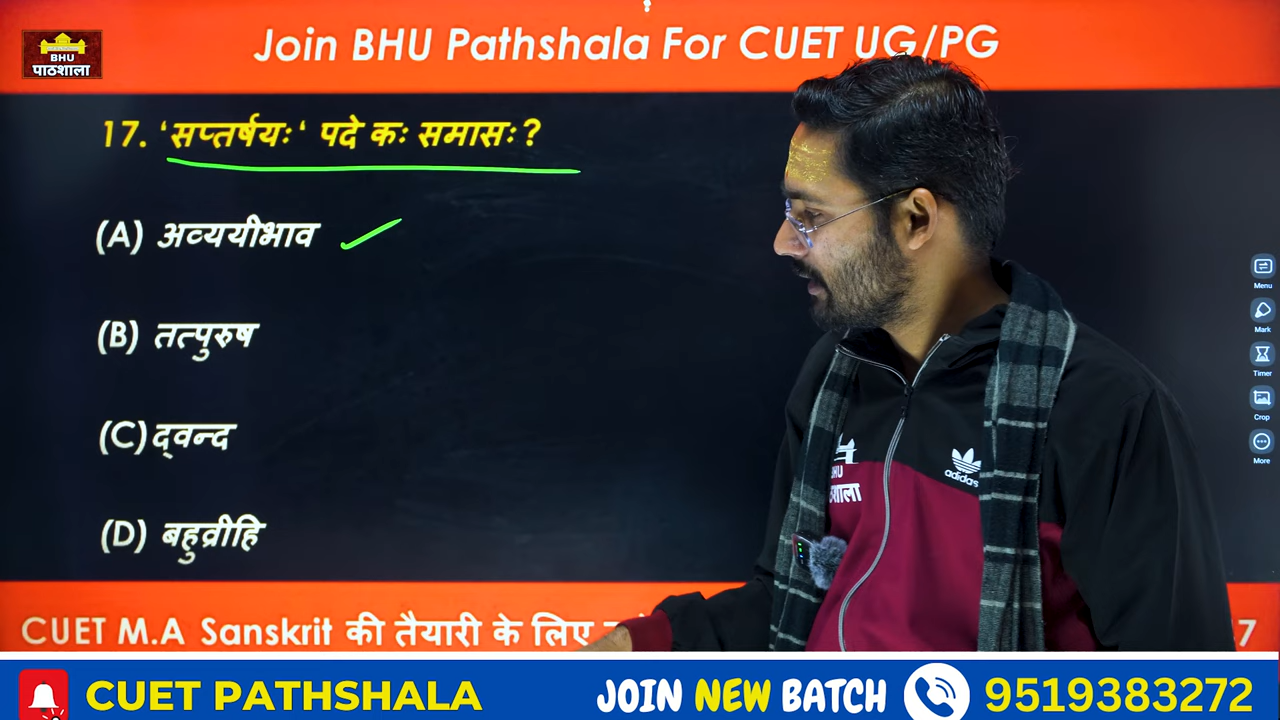 BHU
पाठशाला
Join BHU Pathshala For CUET UG/PG
17. ‘सप्तर्षयः‘ पदे कः समासः?
(A) अव्ययीभाव
(B) तत्पुरुष
(C) द्वन्द
(D) बहुव्रीहि
Menu
Mark
Timer
Crop
More
BHU
adidas
CUET M.A Sanskrit की तैयारी के लिए
7
CUET PATHSHALA
JOIN NEW BATCH
9519383272